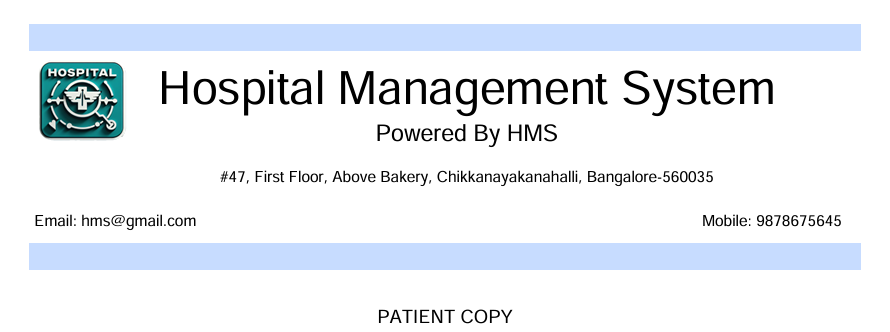 HOSPITAL
Hospital Management System
Powered By HMS
#47, First Floor, Above Bakery, Chikkanayakanahalli, Bangalore-560035
Email: hms@gmail.com
Mobile: 9878675645
PATIENT COPY